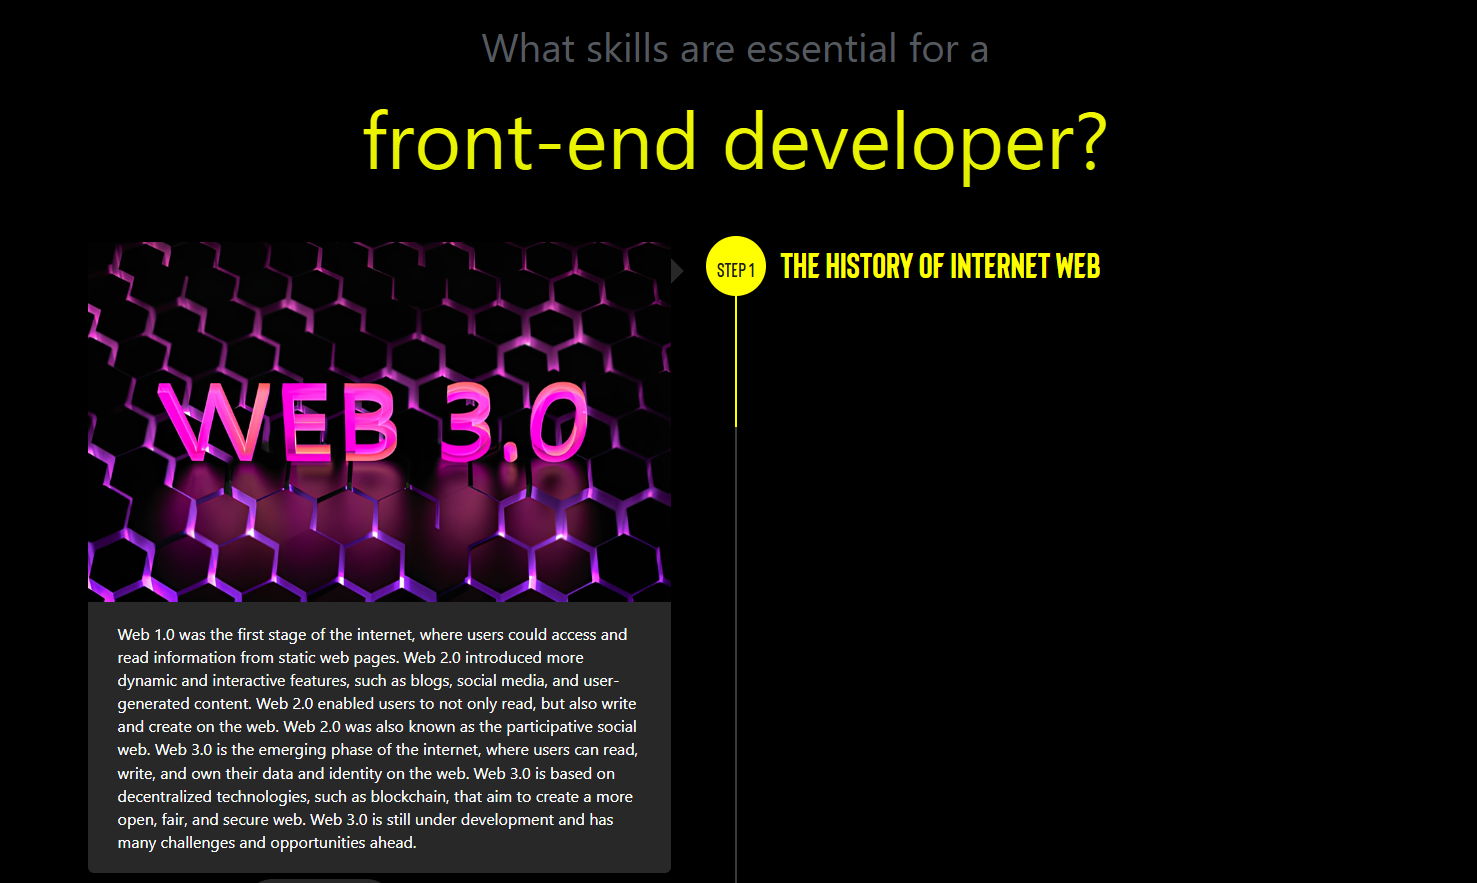 What skills are essential for a
front-end developer?
WEB 3.0
STEP 1
THE HISTORY OF INTERNET WEB
Web 1.0 was the first stage of the internet, where users could access and
read information from static web pages. Web 2.0 introduced more
dynamic and interactive features, such as blogs, social media, and user-
generated content. Web 2.0 enabled users to not only read, but also write
and create on the web. Web 2.0 was also known as the participative social
web. Web 3.0 is the emerging phase of the internet, where users can read,
write, and own their data and identity on the web. Web 3.0 is based on
decentralized technologies, such as blockchain, that aim to create a more
open, fair, and secure web. Web 3.0 is still under development and has
many challenges and opportunities ahead.